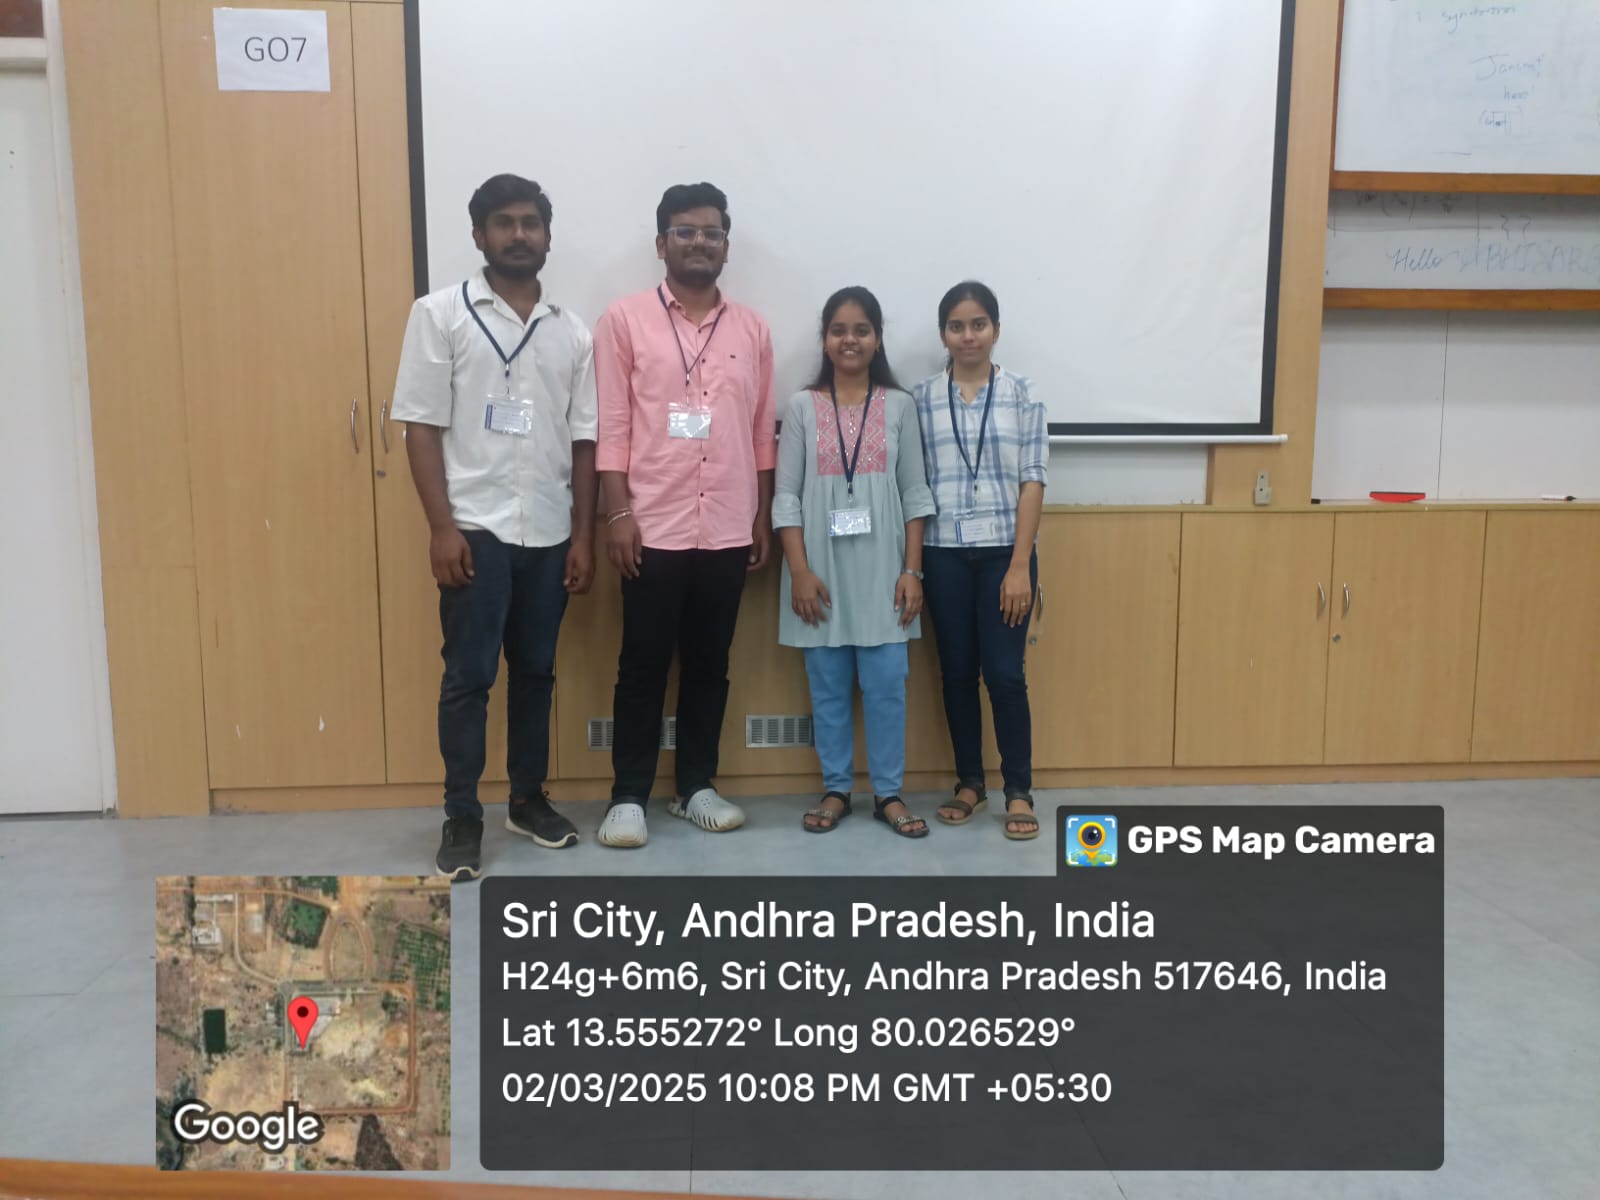 GO7
Hello
GPS Map Camera
Sri City, Andhra Pradesh, India
H24g+6m6, Sri City, Andhra Pradesh 517646, India
Lat 13.555272° Long 80.026529°
02/03/2025 10:08 PM GMT +05:30
Google